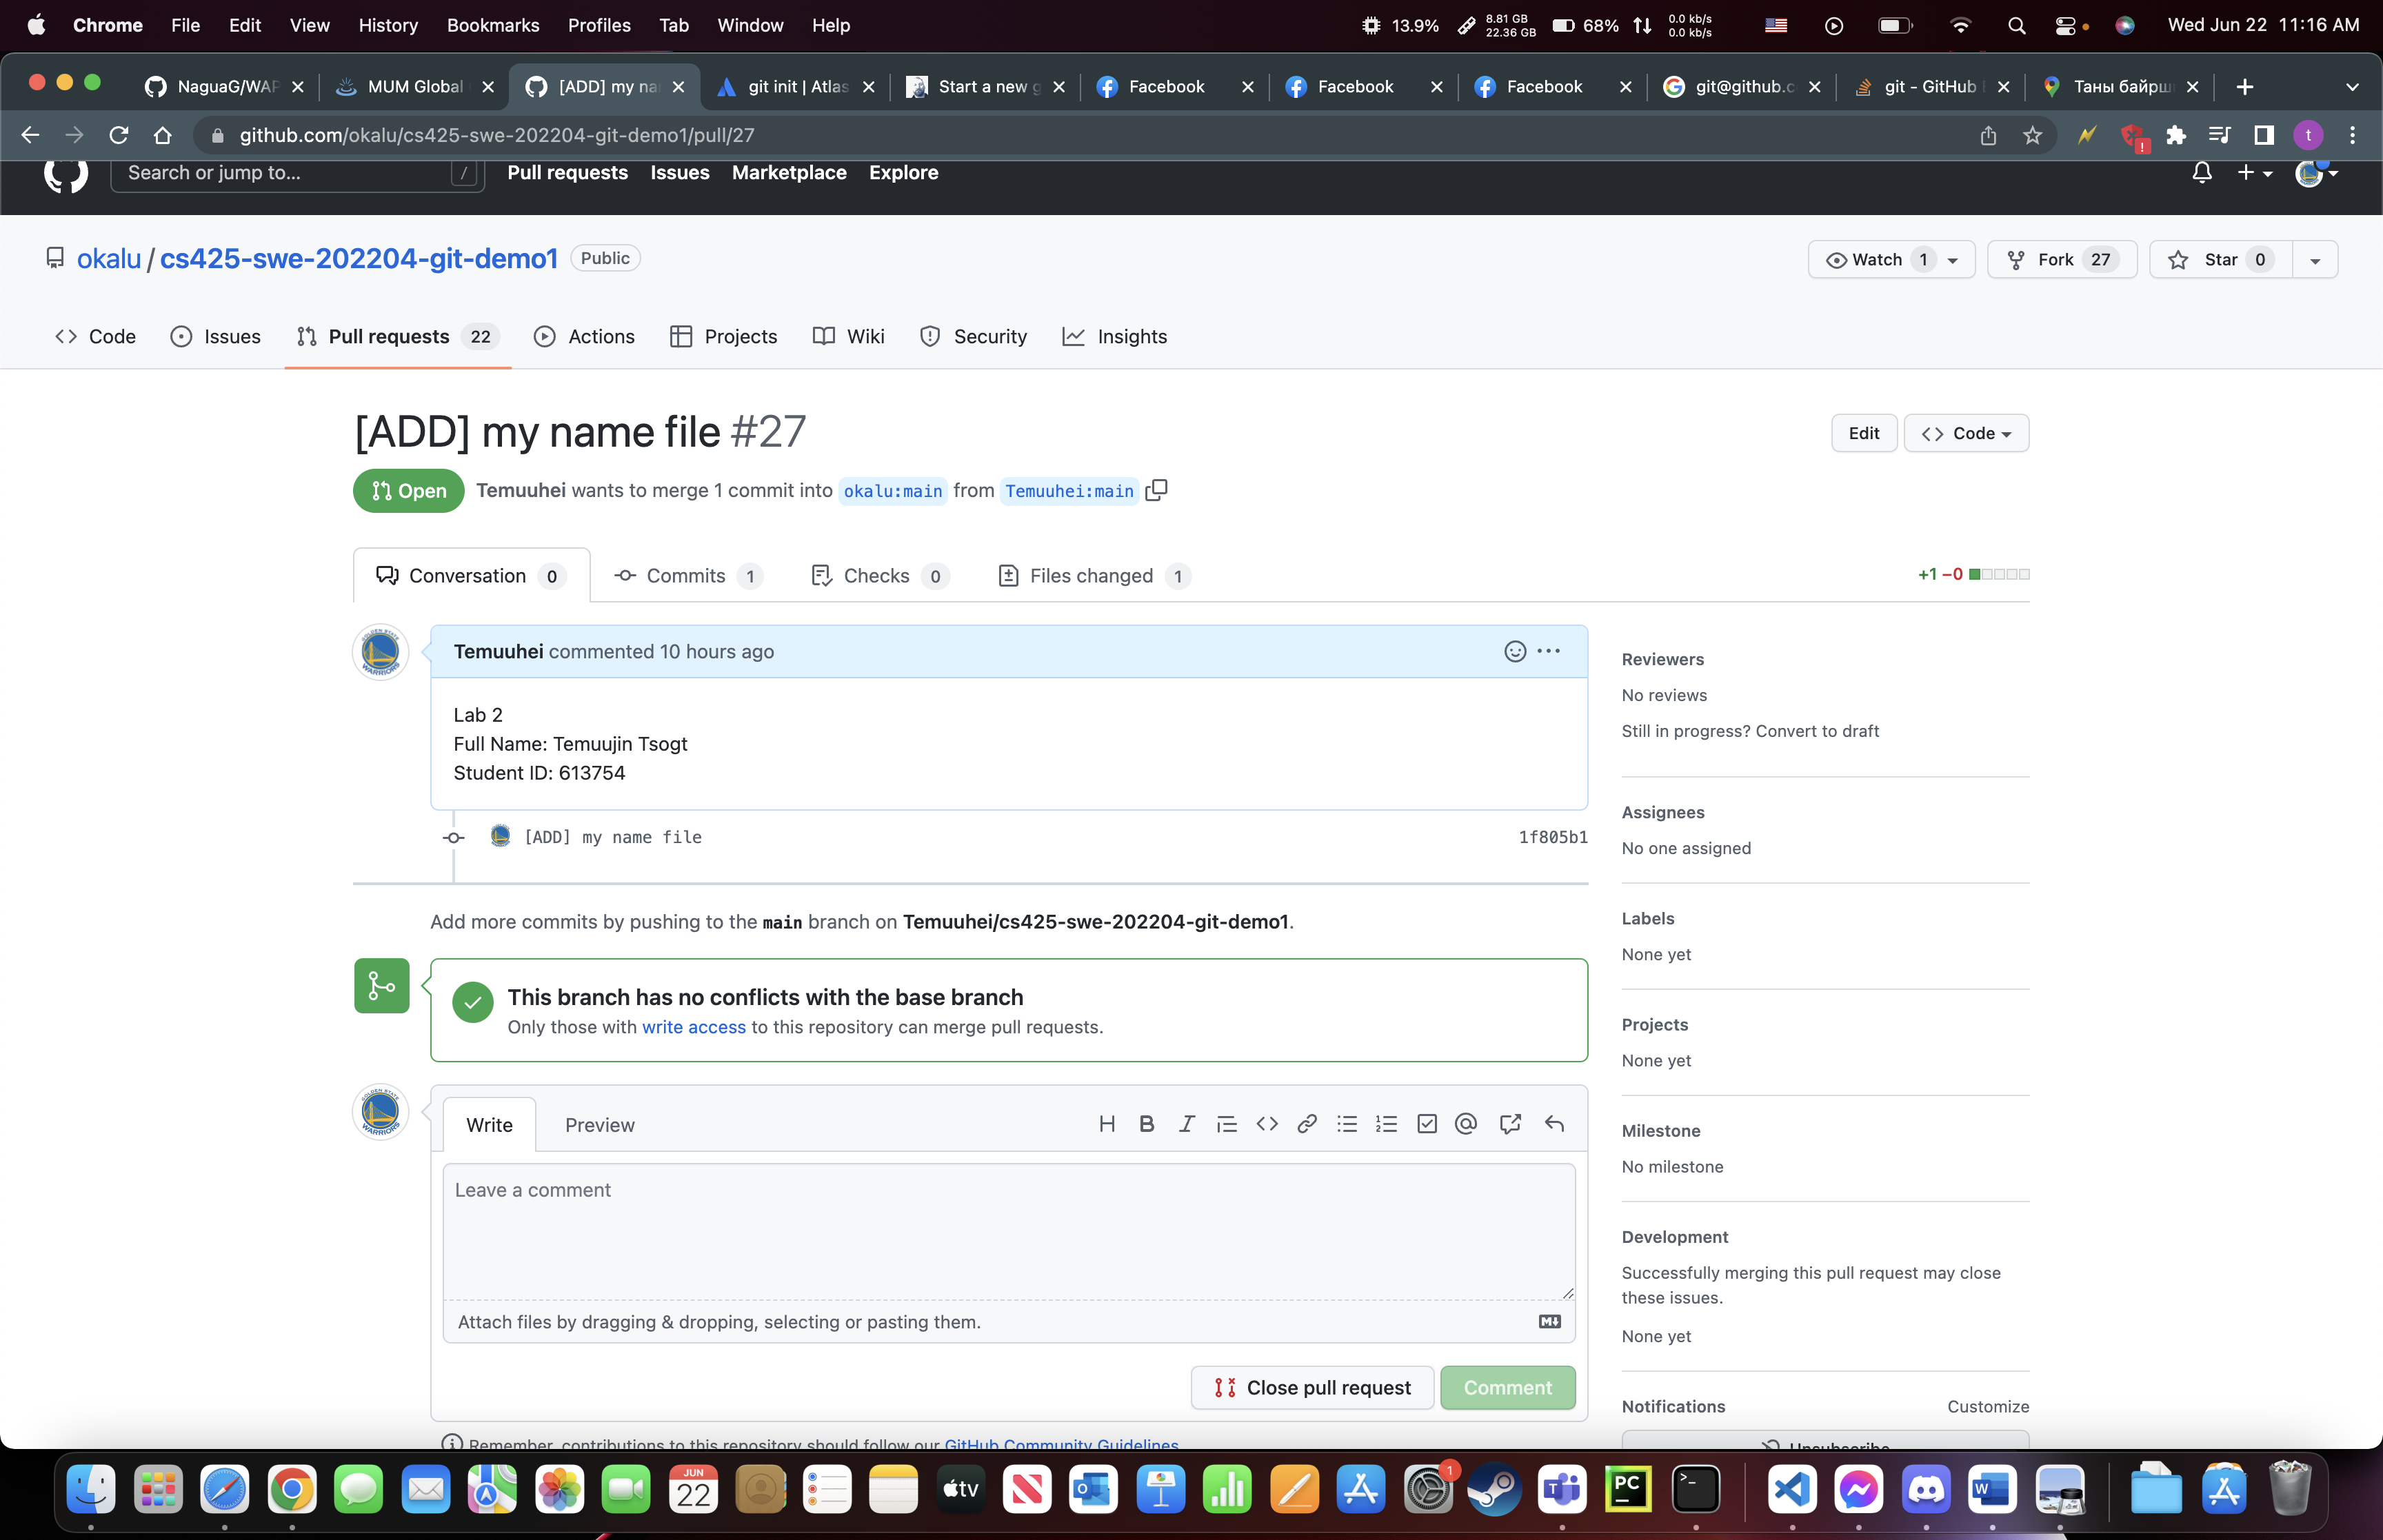 Chrome File Edit View History Bookmarks Profiles Tab Window Help 13.9% 8.81 GB 22.36 GB 68% 0.0 kb/s 0.0 kb/s Wed Jun 22 11:16 AM
NaguaG/WAP MUM Global [ADD] my na git init | Atlas Start a new g Facebook Facebook Facebook git@github.c git - GitHub Таны байрш
github.com/okalu/cs425-swe-202204-git-demo1/pull/27 t
Search or jump to... / Pull requests Issues Marketplace Explore
okalu / cs425-swe-202204-git-demo1 Public Watch 1 Fork 27 Star 0
Code Issues Pull requests 22 Actions Projects Wiki Security Insights
[ADD] my name file #27 Edit Code
Open Temuuhei wants to merge 1 commit into okalu:main from Temuuhei:main
Conversation 0 Commits 1 Checks 0 Files changed 1 +1 −0
Temuuhei commented 10 hours ago
Lab 2
Full Name: Temuujin Tsogt
Student ID: 613754
[ADD] my name file 1f805b1
Add more commits by pushing to the main branch on Temuuhei/cs425-swe-202204-git-demo1.
This branch has no conflicts with the base branch
Only those with write access to this repository can merge pull requests.
Write Preview
Leave a comment
Attach files by dragging & dropping, selecting or pasting them.
Close pull request Comment
Remember, contributions to this repository should follow our GitHub Community Guidelines
Reviewers
No reviews
Still in progress? Convert to draft
Assignees
No one assigned
Labels
None yet
Projects
None yet
Milestone
No milestone
Development
Successfully merging this pull request may close
these issues.
None yet
Notifications Customize
Unsubscribe
JUN
22
tv
1
PC